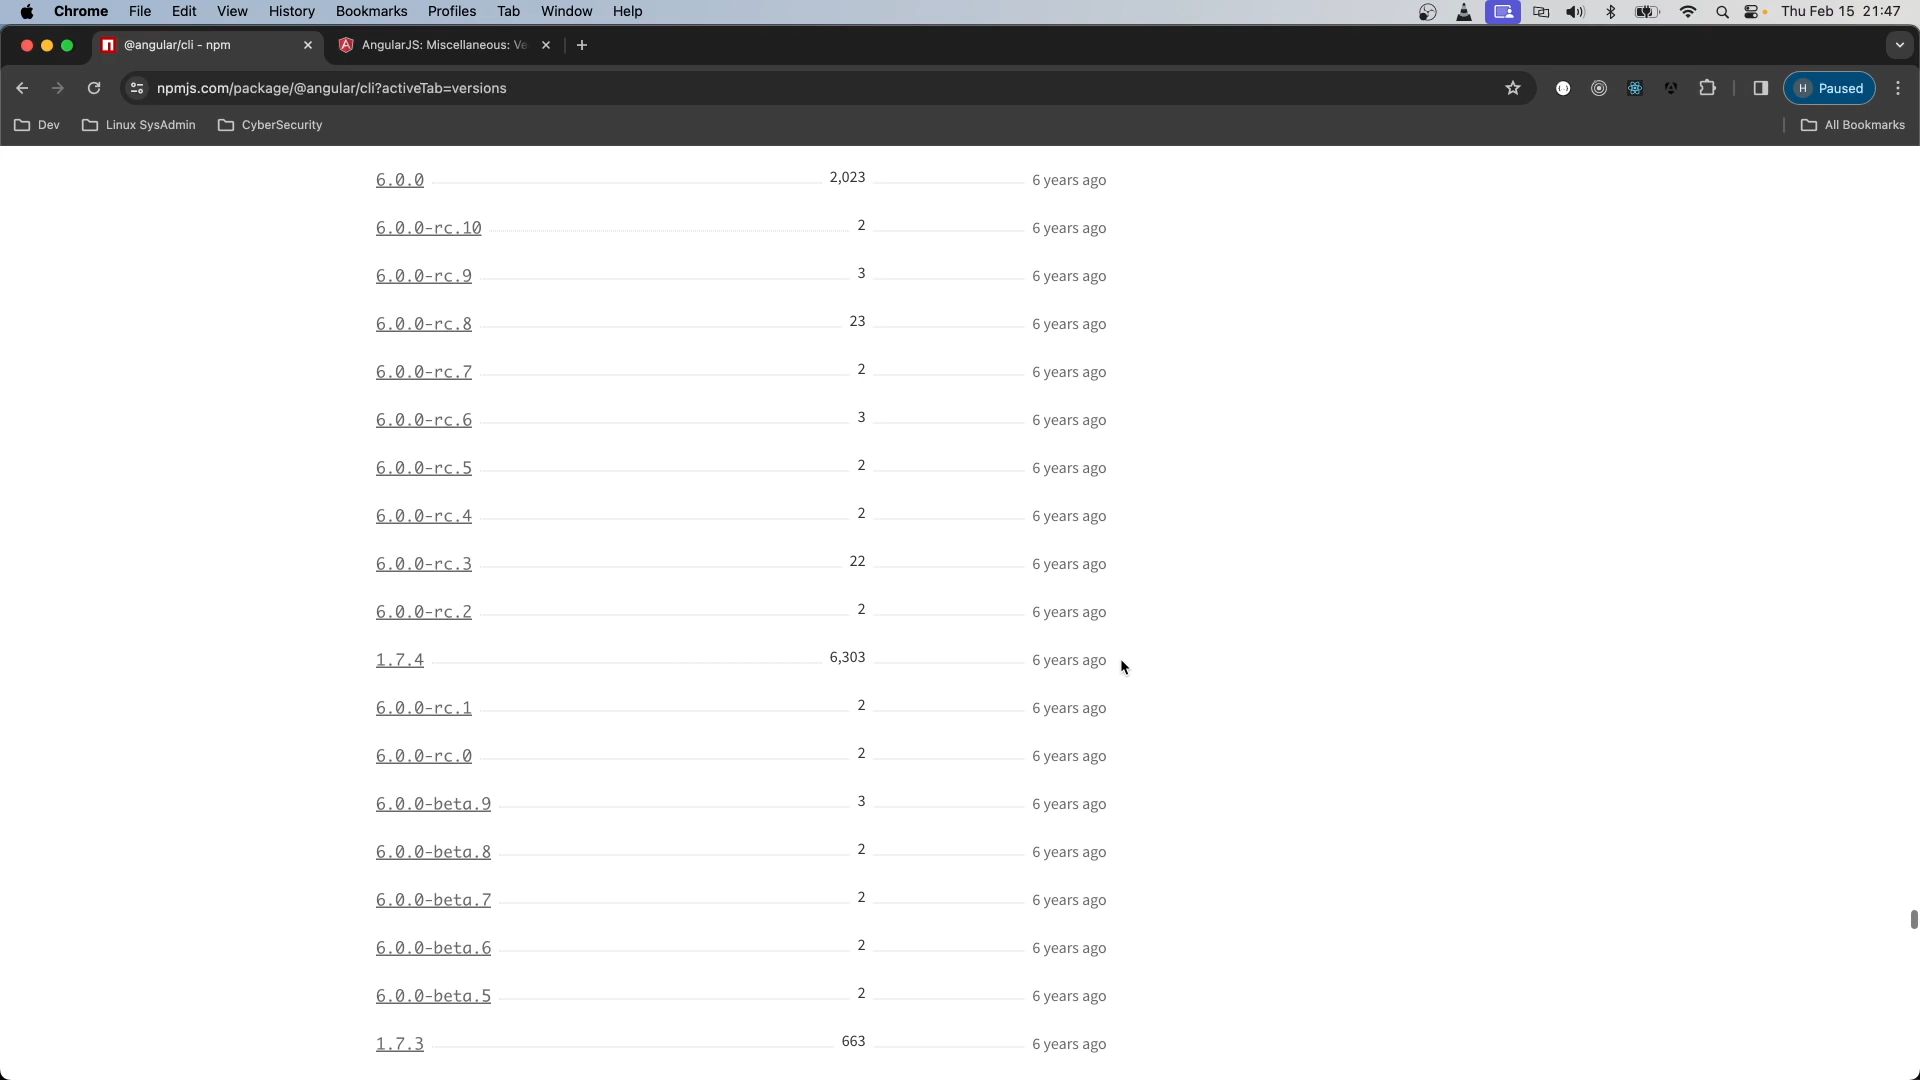 Chrome File Edit View History Bookmarks Profiles Tab Window Help Thu Feb 15 21:47
@angular/cli - npm AngularJS: Miscellaneous: Ve
npmjs.com/package/@angular/cli?activeTab=versions H Paused
Dev Linux SysAdmin CyberSecurity All Bookmarks
6.0.0 2,023 6 years ago
6.0.0-rc.10 2 6 years ago
6.0.0-rc.9 3 6 years ago
6.0.0-rc.8 23 6 years ago
6.0.0-rc.7 2 6 years ago
6.0.0-rc.6 3 6 years ago
6.0.0-rc.5 2 6 years ago
6.0.0-rc.4 2 6 years ago
6.0.0-rc.3 22 6 years ago
6.0.0-rc.2 2 6 years ago
1.7.4 6,303 6 years ago
6.0.0-rc.1 2 6 years ago
6.0.0-rc.0 2 6 years ago
6.0.0-beta.9 3 6 years ago
6.0.0-beta.8 2 6 years ago
6.0.0-beta.7 2 6 years ago
6.0.0-beta.6 2 6 years ago
6.0.0-beta.5 2 6 years ago
1.7.3 663 6 years ago